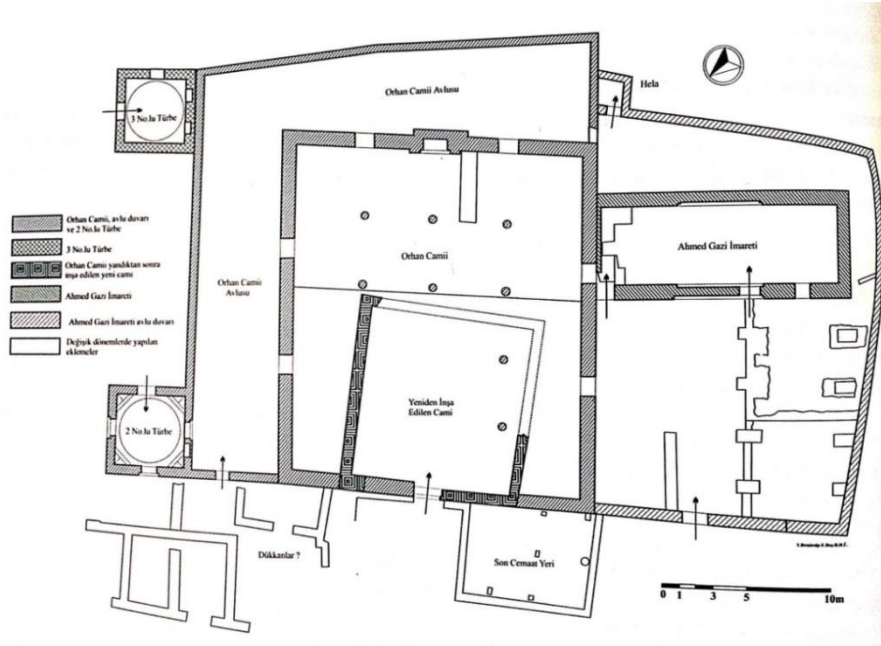 Orhan Camii Avlusu
Hela
3 No.lu Türbe
Orhan Camii, avlu duvarı
ve 2 No.lu Türbe
3 No.lu Türbe
Orhan Camii yandıktan sonra
inşa edilen yeni cami
Ahmed Gazi İmareti
Ahmed Gazi İmareti avlu duvarı
Değişik dönemlerde yapılan
eklemeler
Orhan Camii
Avlusu
Orhan Camii
Ahmed Gazi İmareti
Yeniden İnşa
Edilen Cami
2 No.lu Türbe
Dükkanlar ?
Son Cemaat Yeri
0 1 3 5 10m